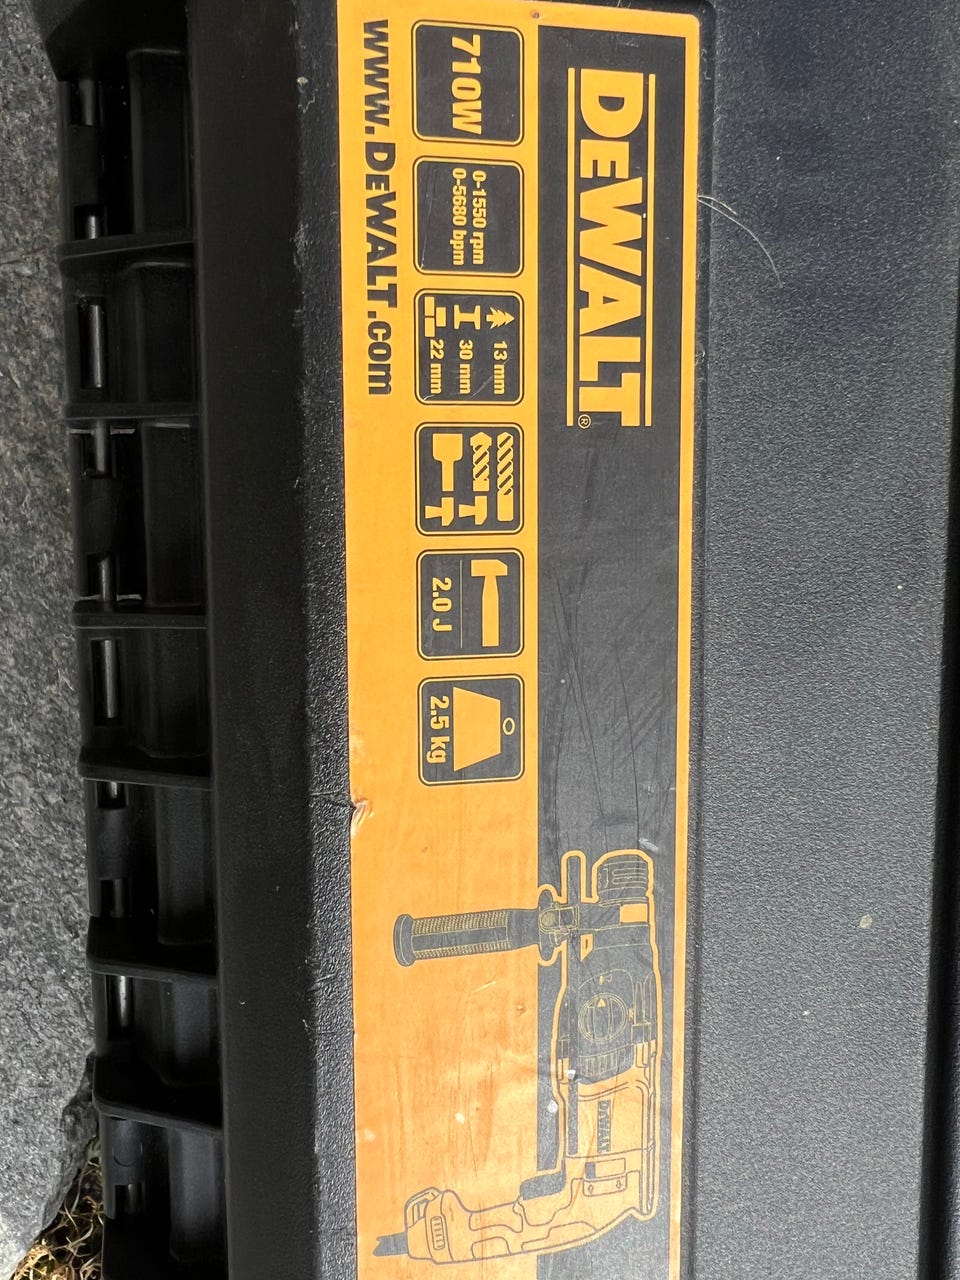 DEWALT®
710W
0-1550 rpm
0-5680 bpm
13 mm
30 mm
22 mm
2.0 J
2.5 kg
www.DEWALT.com
DEWALT